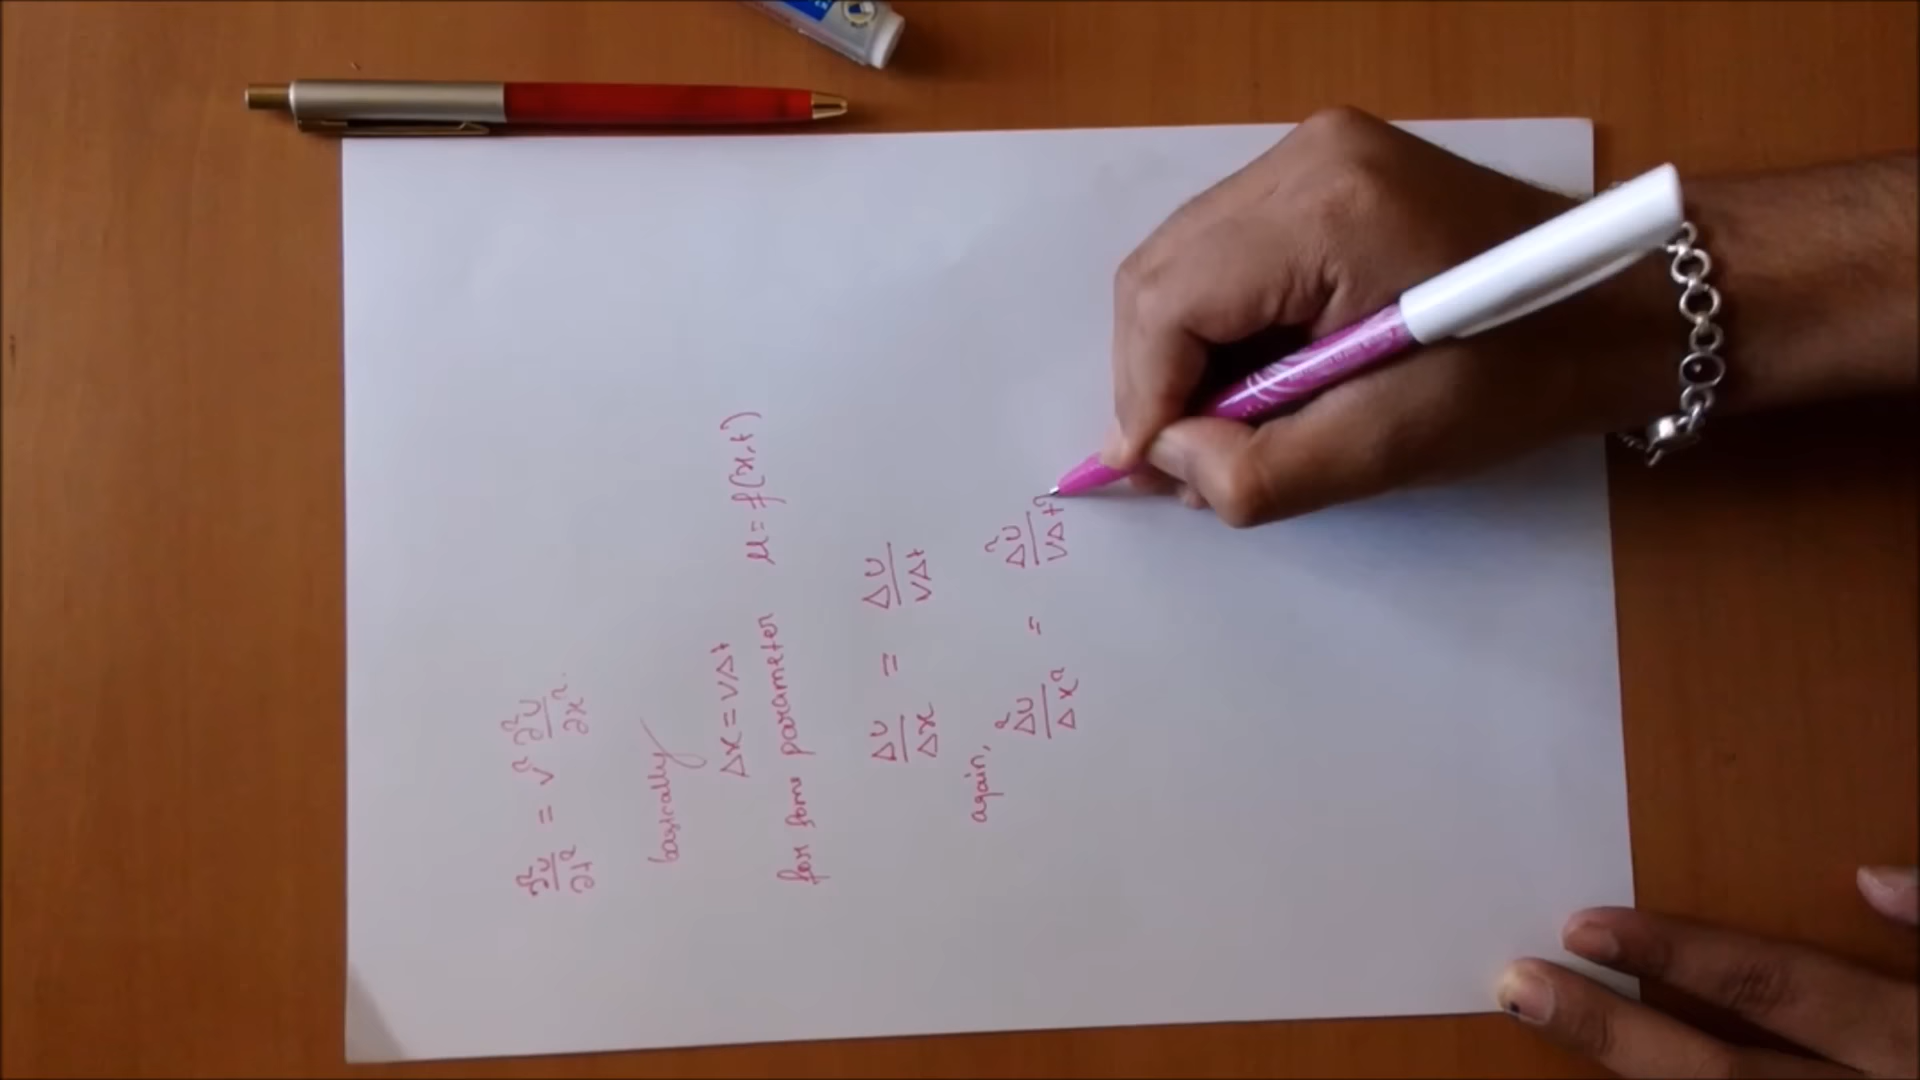 ∂²U/∂t² = v² ∂²U/∂x².
basically
Δx = vΔt
for some parameter u = f(x,t)
ΔU/Δx = ΔU/vΔt
again,
Δ²U/Δx² = Δ²U/vΔt²